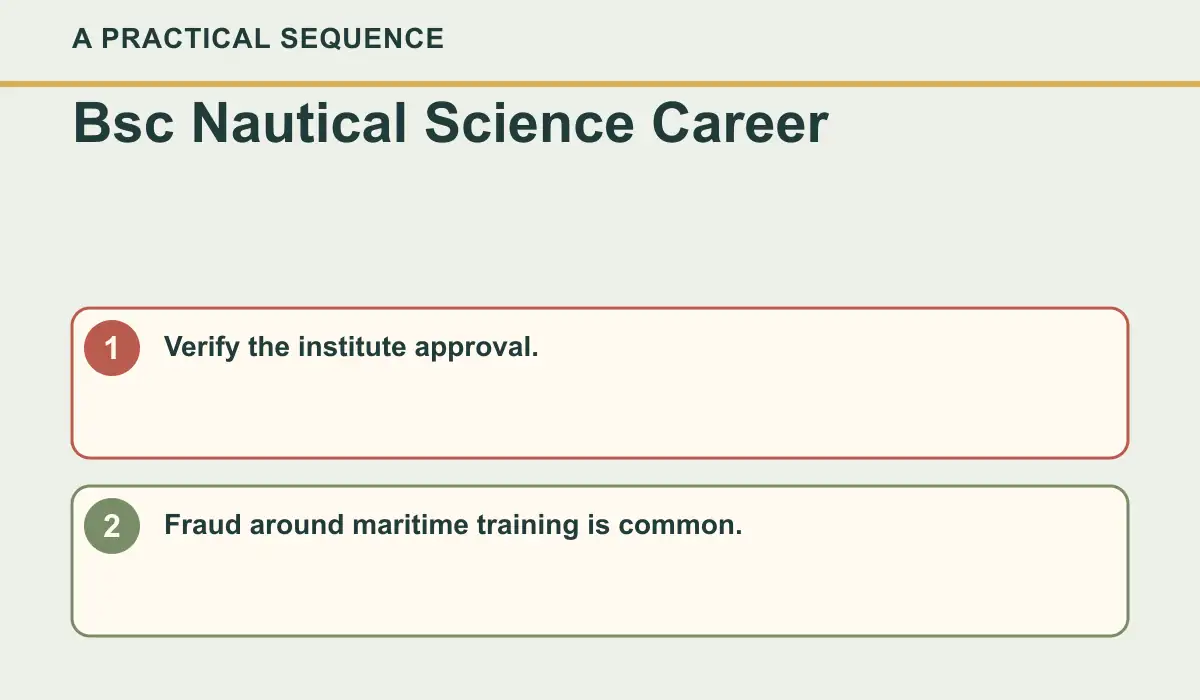 A PRACTICAL SEQUENCE
Bsc Nautical Science Career
1 Verify the institute approval.
2 Fraud around maritime training is common.